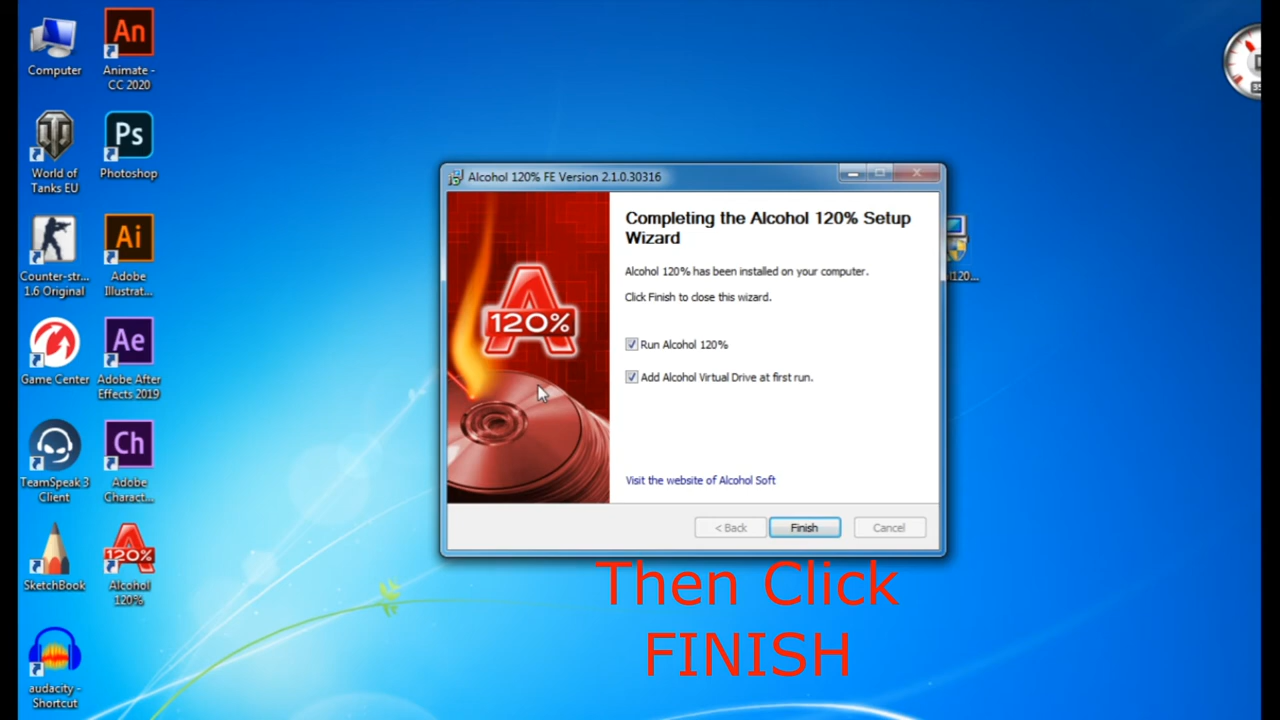 Computer
An
Animate -
CC 2020
World of
Tanks EU
Ps
Photoshop
Counter-str...
1.6 Original
Ai
Adobe
Illustrat...
Game Center
Ae
Adobe After
Effects 2019
TeamSpeak 3
Client
Ch
Adobe
Charact...
SketchBook
120%
Alcohol
120%
audacity -
Shortcut
Alcohol 120% FE Version 2.1.0.30316
A
120%
Completing the Alcohol 120% Setup
Wizard
Alcohol 120% has been installed on your computer.
Click Finish to close this wizard.
Run Alcohol 120%
Add Alcohol Virtual Drive at first run.
Visit the website of Alcohol Soft
< Back
Finish
Cancel
Then Click
FINISH